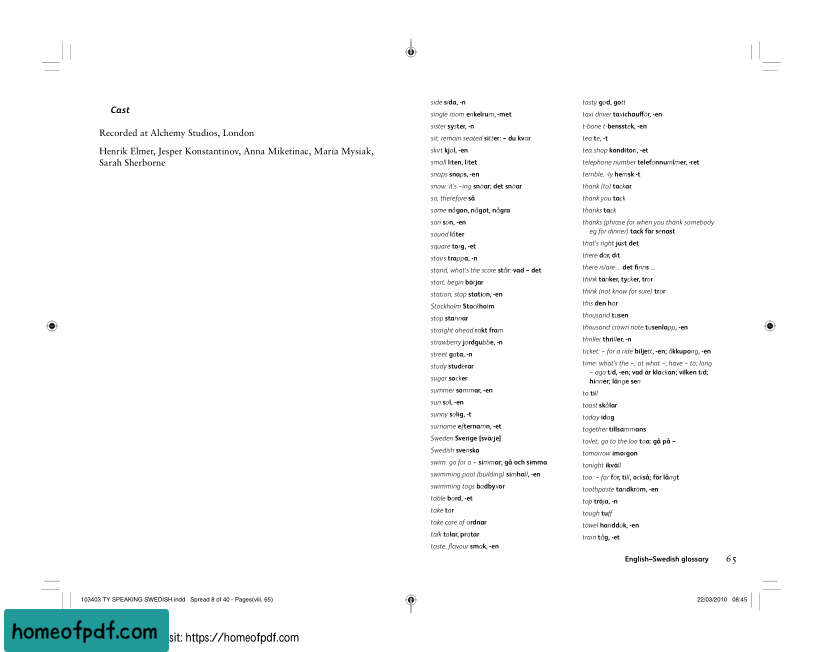 Cast
Recorded at Alchemy Studios, London
Henrik Elmer, Jesper Konstantinov, Anna Miketinac, Maria Mysiak,
Sarah Sherborne
side sida, -n
single room enkelrum, -met
sister syster, -n
sit; remain seated sitter: – du kvar
skirt kjol, -en
small liten, litet
snaps snaps, -en
snow: it's –ing snöar; det snöar
so, therefore så
some någon, något, några
son son, -en
sound låter
square torg, -et
stairs trappa, -n
stand, what's the score står: vad – det
start, begin börjar
station, stop station, -en
Stockholm Stockholm
stop stannar
straight ahead rakt fram
strawberry jordgubbe, -n
street gata, -n
study studerar
sugar socker
summer sommar, -en
sun sol, -en
sunny solig, -t
surname efternamn, -et
Sweden Sverige [svärje]
Swedish svenska
swim: go for a – simmar; gå och simma
swimming pool (building) simhall, -en
swimming togs badbyxor
table bord, -et
take tar
take care of ordnar
talk talar, pratar
taste, flavour smak, -en
tasty god, gott
taxi driver taxichaufför, -en
t-bone t-bensstek, -en
tea te, -t
tea shop konditori, -et
telephone number telefonnummer, -ret
terrible, -ly hemsk -t
thank (to) tackar
thank you tack
thanks tack
thanks (phrase for when you thank somebody
eg for dinner) tack för senast
that's right just det
there där, dit
there is/are ... det finns ...
think tänker, tycker, tror
think (not know for sure) tror
this den här
thousand tusen
thousand crown note tusenlapp, -en
thriller thriller, -n
ticket: – for a ride biljett, -en; åkkupong, -en
time: what's the –; at what –; have – to; long
– ago tid, -en; vad är klockan; vilken tid;
hinner; länge sen
to till
toast skålar
today idag
together tillsammans
toilet; go to the loo toa: gå på –
tomorrow imorgon
tonight ikväll
too: – far för, till, också; för långt
toothpaste tandkräm, -en
top tröja, -n
tough tuff
towel handduk, -en
train tåg, -et
English–Swedish glossary 65
103403 TY SPEAKING SWEDISH.indd Spread 8 of 40 - Pages(viii, 65)
22/03/2010 08:45
homeofpdf.com
sit: https://homeofpdf.com